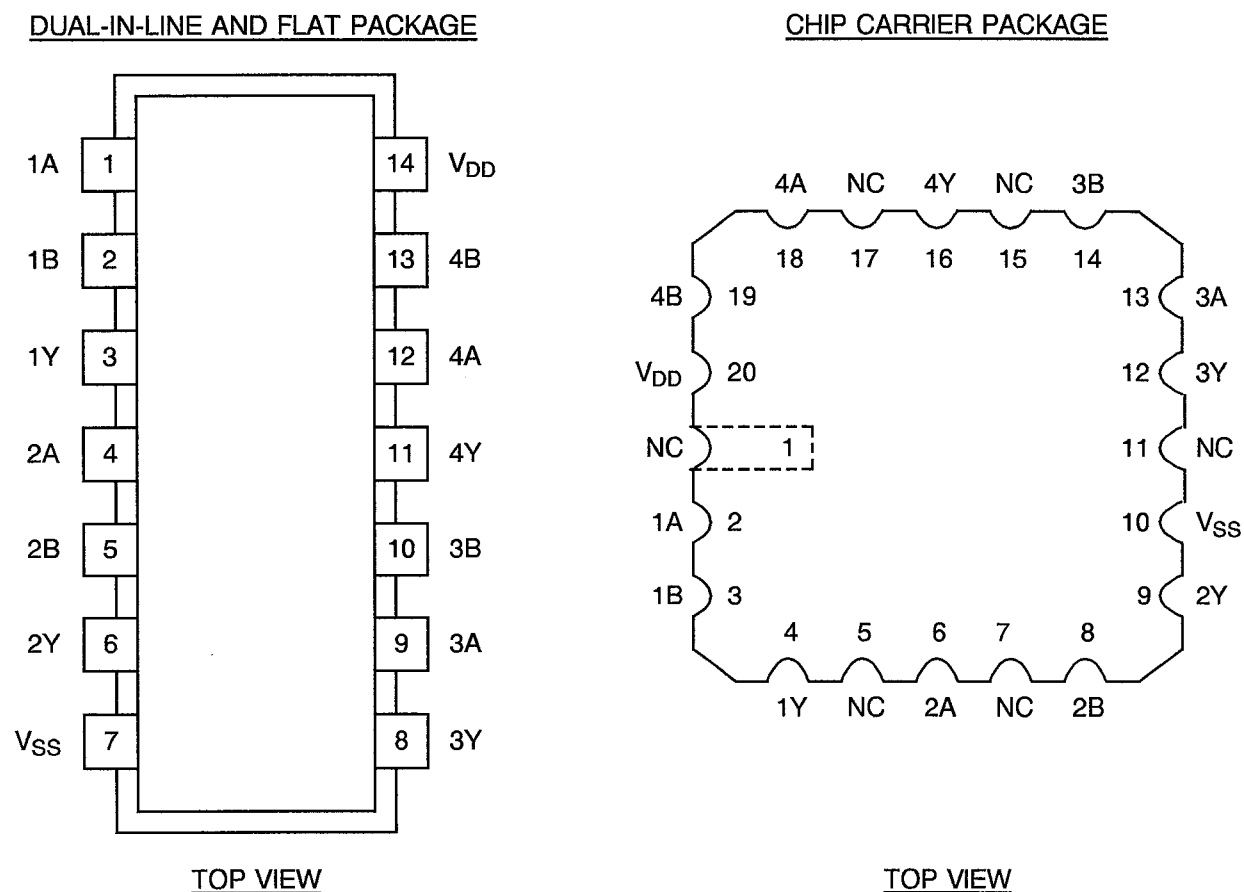 DUAL-IN-LINE AND FLAT PACKAGE
1A 1 14 VDD
1B 2 13 4B
1Y 3 12 4A
2A 4 11 4Y
2B 5 10 3B
2Y 6 9 3A
VSS 7 8 3Y
TOP VIEW
CHIP CARRIER PACKAGE
4A NC 4Y NC 3B
18 17 16 15 14
4B 19 13 3A
VDD 20 12 3Y
NC 1 11 NC
1A 2 10 VSS
1B 3 9 2Y
4 5 6 7 8
1Y NC 2A NC 2B
TOP VIEW